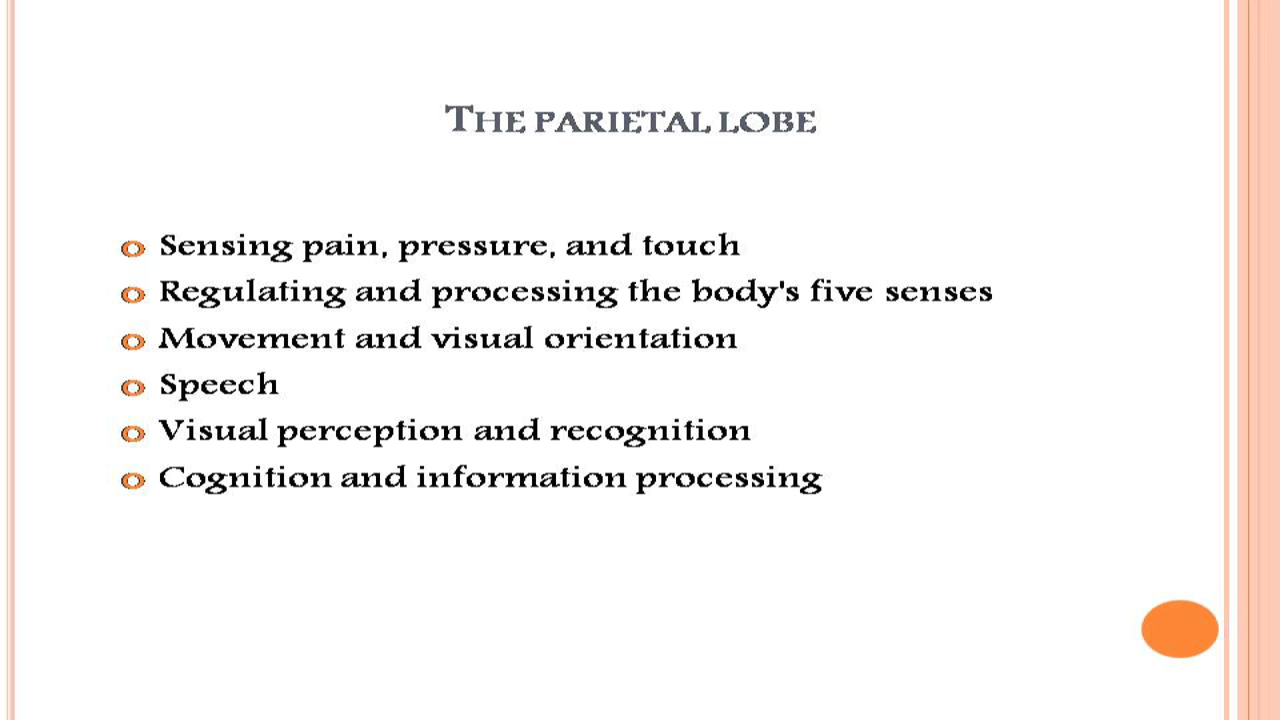 THE PARIETAL LOBE
Sensing pain, pressure, and touch
Regulating and processing the body's five senses
Movement and visual orientation
Speech
Visual perception and recognition
Cognition and information processing